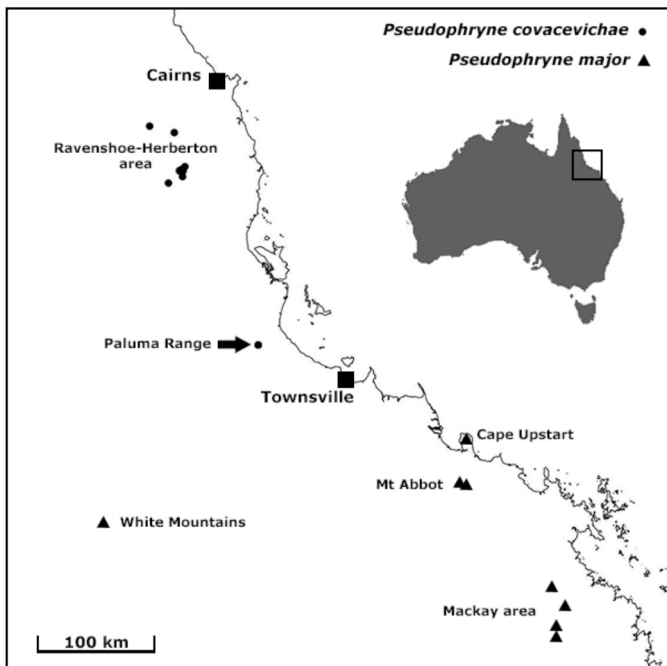 Pseudophryne covacevichae
Pseudophryne major
Cairns
Ravenshoe-Herberton
area
Paluma Range
Townsville
Cape Upstart
Mt Abbot
White Mountains
Mackay area
100 km